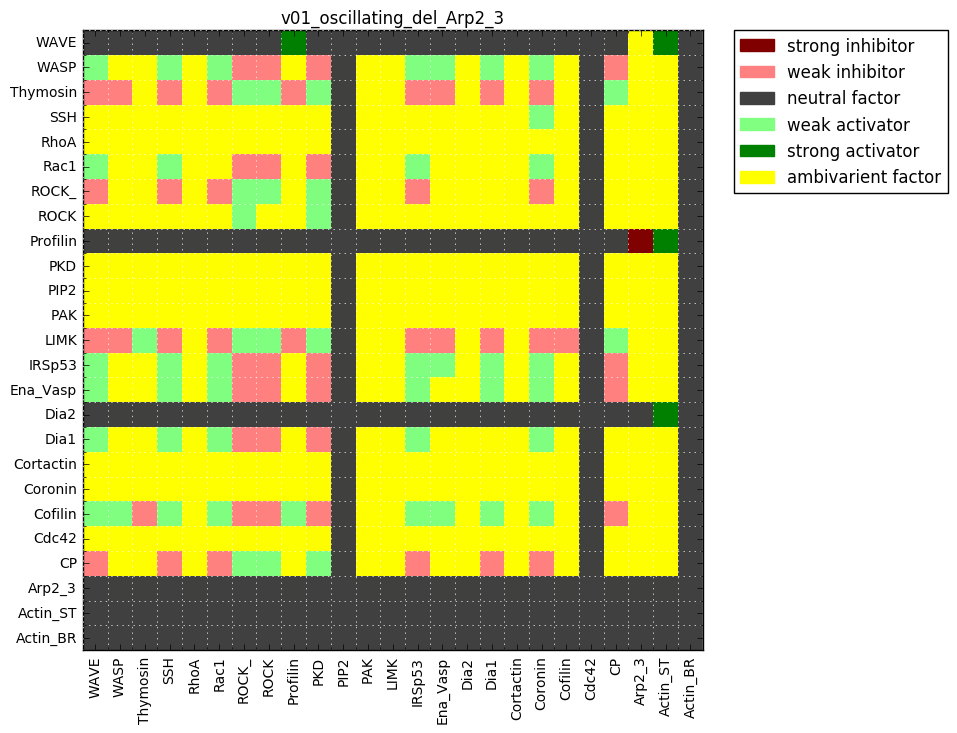 v01_oscillating_del_Arp2_3
WAVE
WASP
Thymosin
SSH
RhoA
Rac1
ROCK_
ROCK
Profilin
PKD
PIP2
PAK
LIMK
IRSp53
Ena_Vasp
Dia2
Dia1
Cortactin
Coronin
Cofilin
Cdc42
CP
Arp2_3
Actin_ST
Actin_BR
WAVE
WASP
Thymosin
SSH
RhoA
Rac1
ROCK_
ROCK
Profilin
PKD
PIP2
PAK
LIMK
IRSp53
Ena_Vasp
Dia2
Dia1
Cortactin
Coronin
Cofilin
Cdc42
CP
Arp2_3
Actin_ST
Actin_BR
strong inhibitor
weak inhibitor
neutral factor
weak activator
strong activator
ambivarient factor